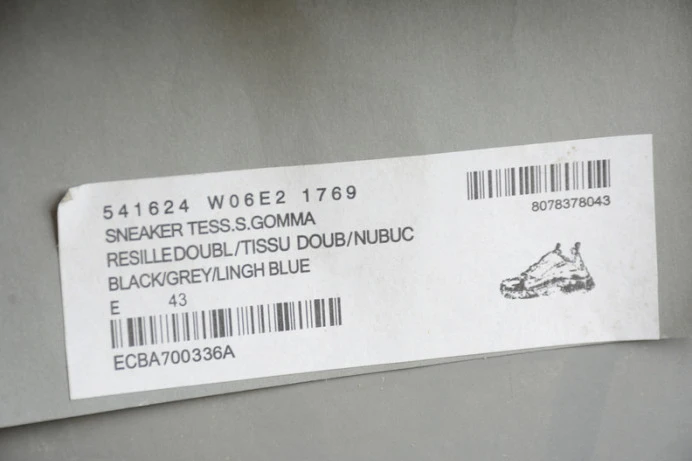 541624 W06E2 1769
SNEAKER TESS.S.GOMMA
RESILLEDOUBL/TISSU DOUB/NUBUC
BLACK/GREY/LINGH BLUE
E 43
ECBA700336A
8078378043